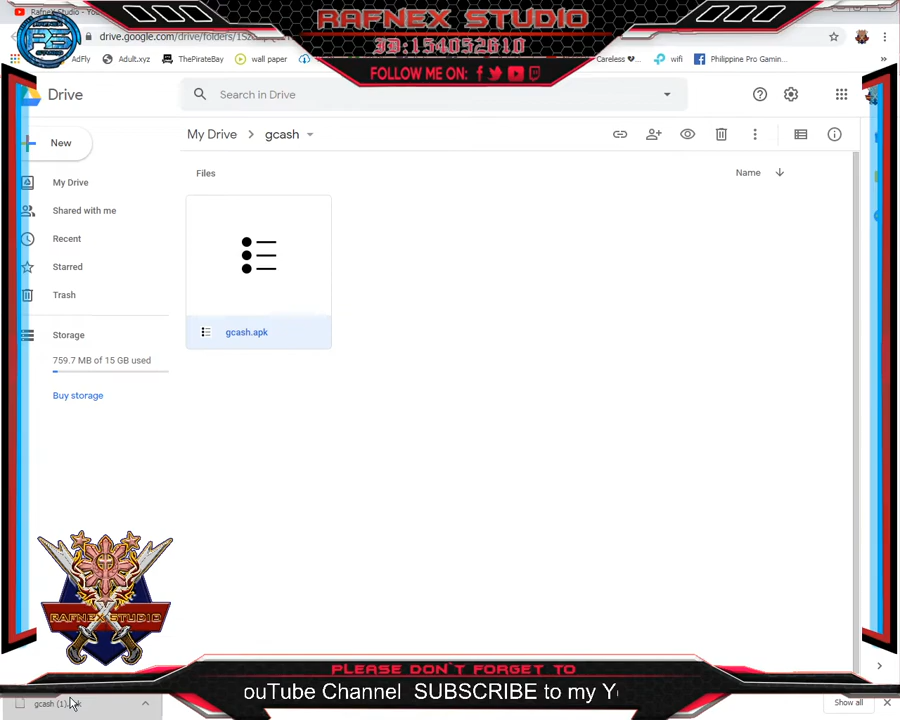 RAFNEX STUDIO
ID:154052610
FOLLOW ME ON:
drive.google.com/drive/folders/1Sz
AdFly
Adult.xyz
ThePirateBay
wall paper
Careless
wifi
Philippine Pro Gamin...
Drive
Search in Drive
New
My Drive
gcash
My Drive
Shared with me
Recent
Starred
Trash
Storage
759.7 MB of 15 GB used
Buy storage
Files
Name
gcash.apk
RAFNEX STUDIO
PLEASE DON'T FORGET TO
ouTube Channel SUBSCRIBE to my Y
gcash (1)
Show all